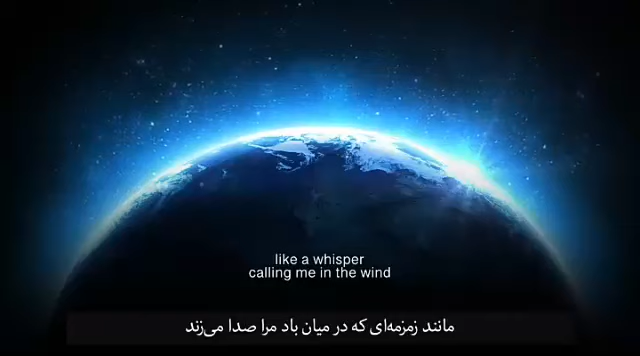 like a whisper
calling me in the wind
مانند زمزمه‌ای که در میان باد مرا صدا می‌زند